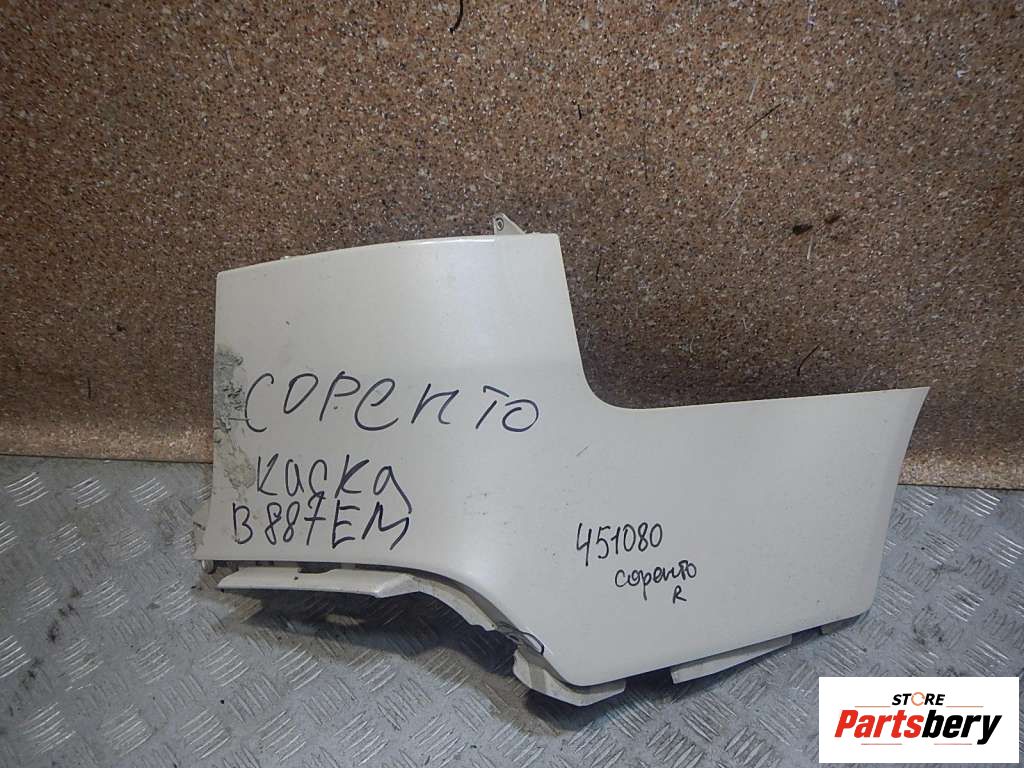 СОРЕНТО
каска
В887ЕМ
451080
соренто
R
STORE
Partsbery